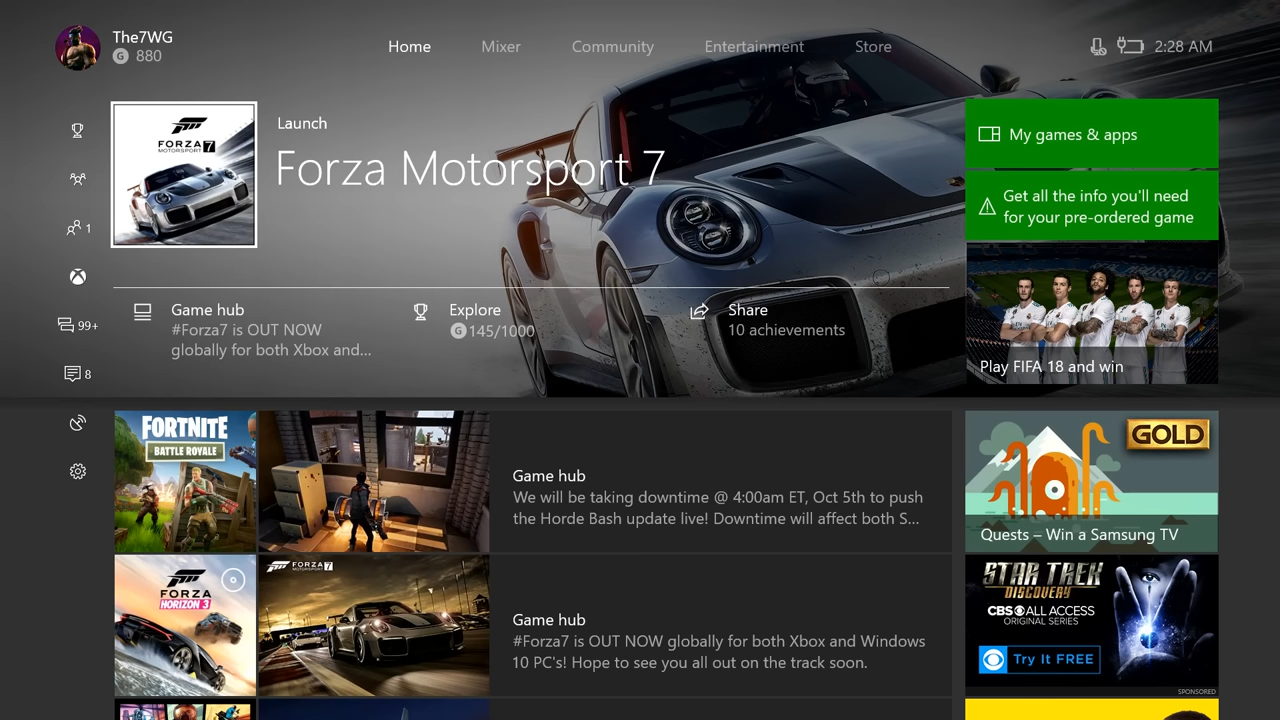 The7WG
G 880
Home
Mixer
Community
Entertainment
Store
2:28 AM
FORZA
MOTORSPORT 7
Launch
Forza Motorsport 7
My games & apps
Get all the info you'll need
for your pre-ordered game
1
99+
8
Game hub
#Forza7 is OUT NOW
globally for both Xbox and...
Explore
G 145/1000
Share
10 achievements
Play FIFA 18 and win
FORTNITE
BATTLE ROYALE
Game hub
We will be taking downtime @ 4:00am ET, Oct 5th to push
the Horde Bash update live! Downtime will affect both S...
GOLD
Quests – Win a Samsung TV
FORZA
HORIZON 3
FORZA
MOTORSPORT 7
Game hub
#Forza7 is OUT NOW globally for both Xbox and Windows
10 PC's! Hope to see you all out on the track soon.
STAR TREK
DISCOVERY
CBS ALL ACCESS
ORIGINAL SERIES
Try It FREE
SPONSORED